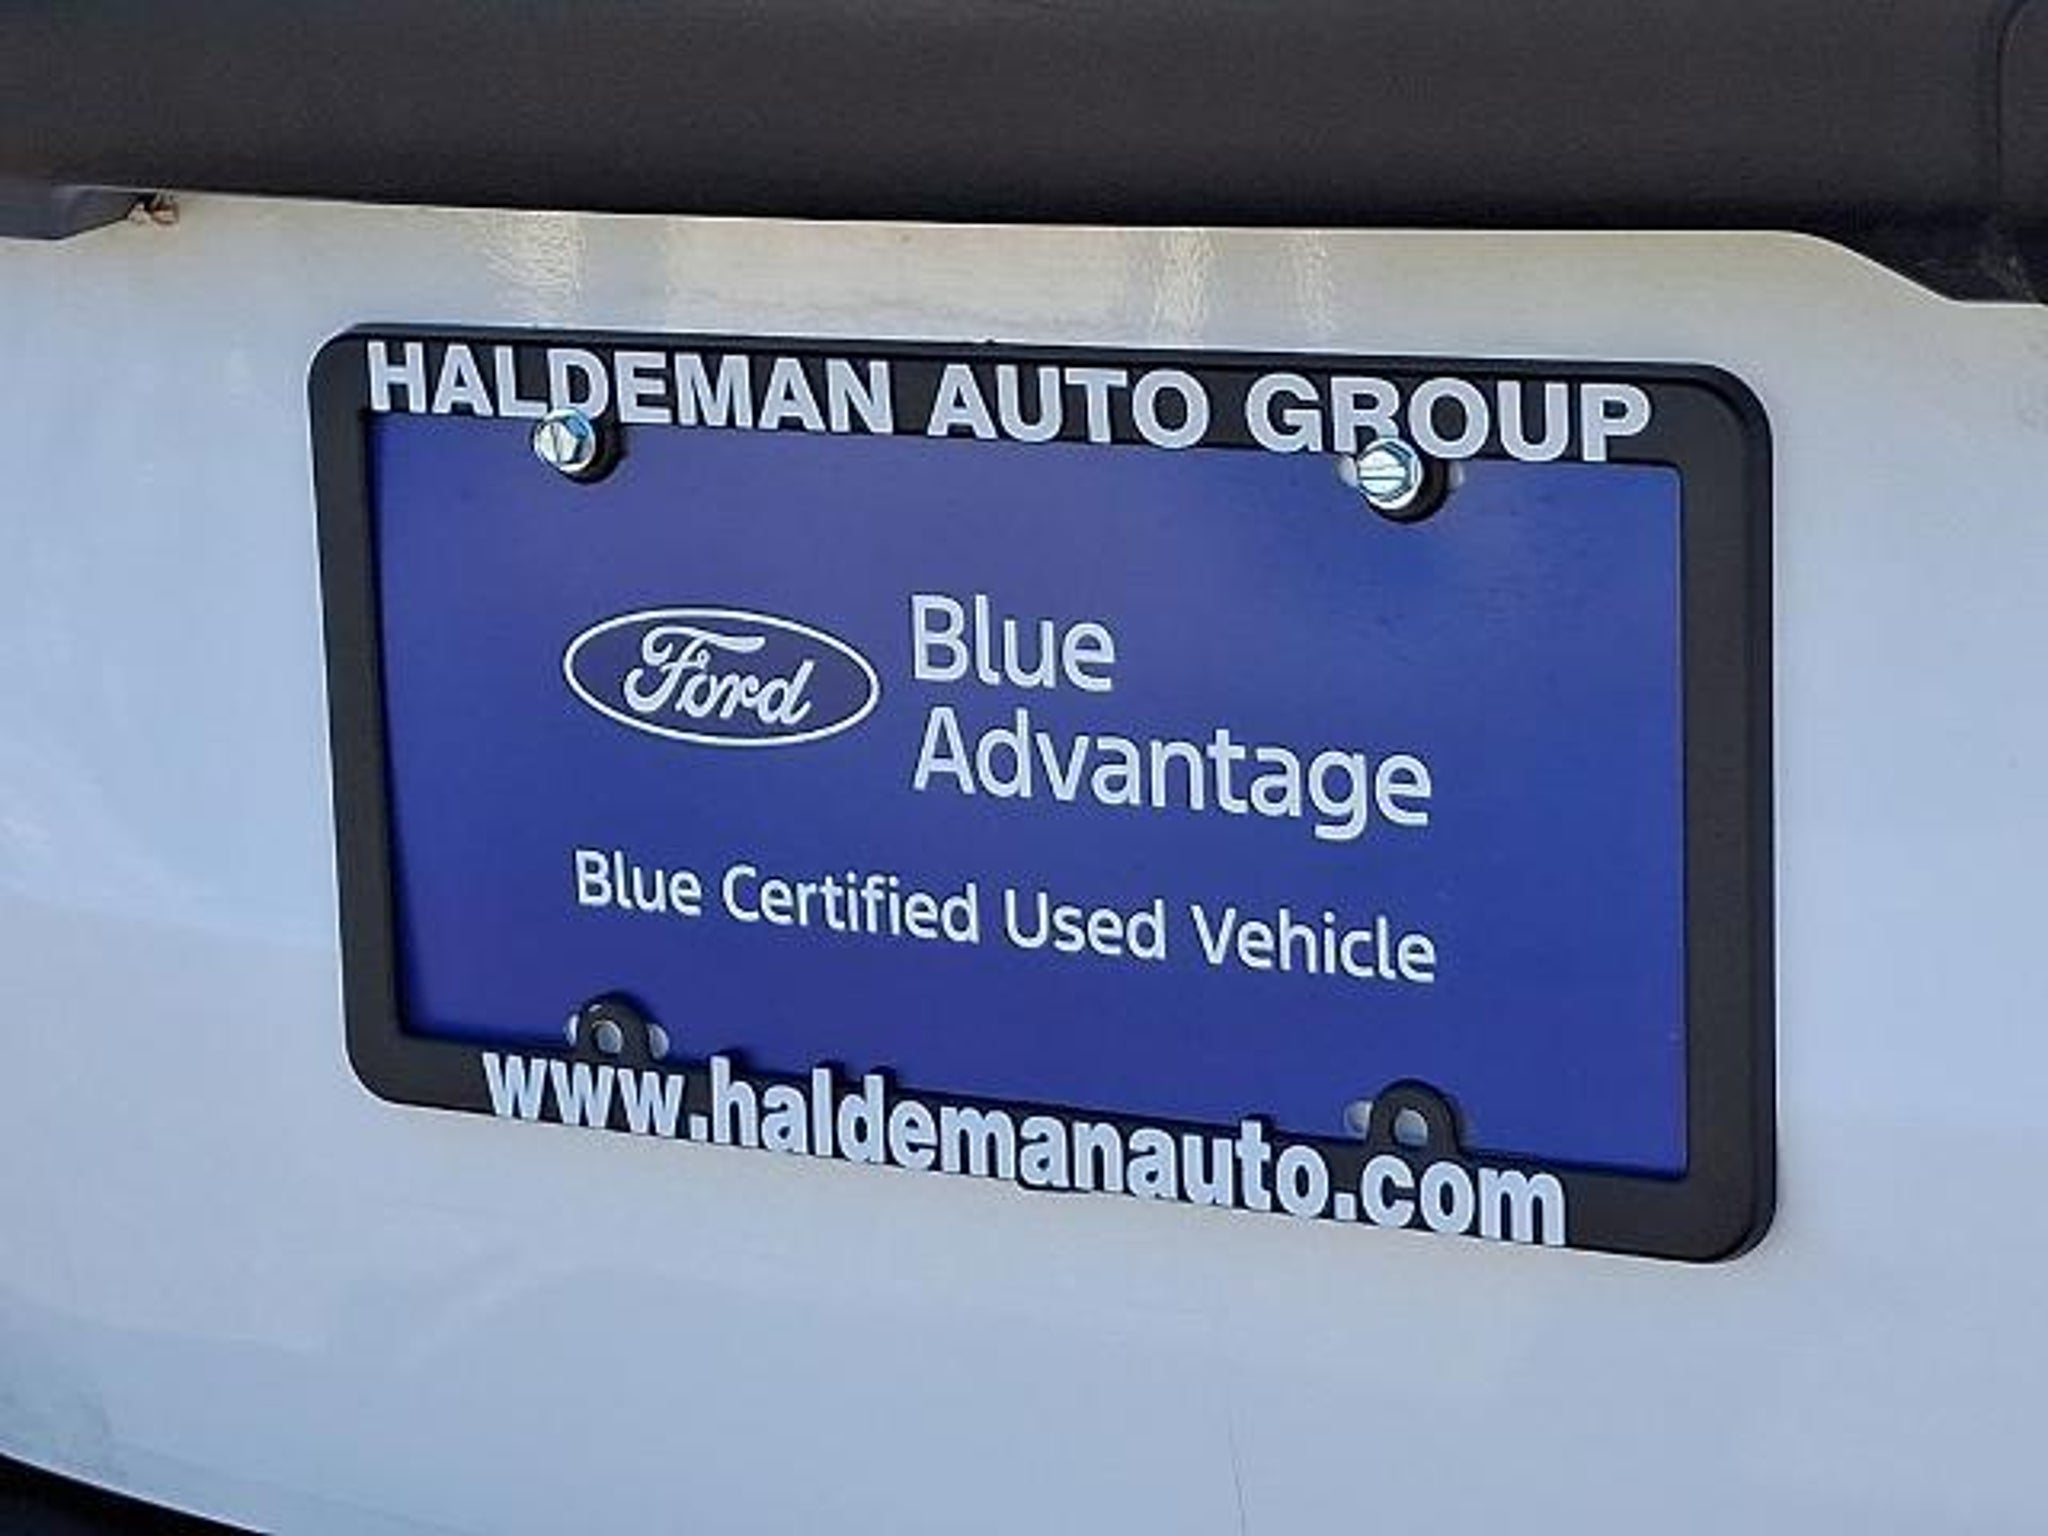 HALDEMAN AUTO GROUP
Ford
Blue
Advantage
Blue Certified Used Vehicle
www.haldemanauto.com